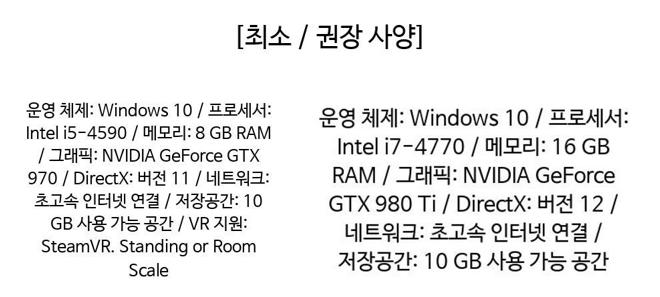 [최소 / 권장 사양]
운영 체제: Windows 10 / 프로세서:
Intel i5-4590 / 메모리: 8 GB RAM
/ 그래픽: NVIDIA GeForce GTX
970 / DirectX: 버전 11 / 네트워크:
초고속 인터넷 연결 / 저장공간: 10
GB 사용 가능 공간 / VR 지원:
SteamVR. Standing or Room
Scale
운영 체제: Windows 10 / 프로세서:
Intel i7-4770 / 메모리: 16 GB
RAM / 그래픽: NVIDIA GeForce
GTX 980 Ti / DirectX: 버전 12 /
네트워크: 초고속 인터넷 연결 /
저장공간: 10 GB 사용 가능 공간